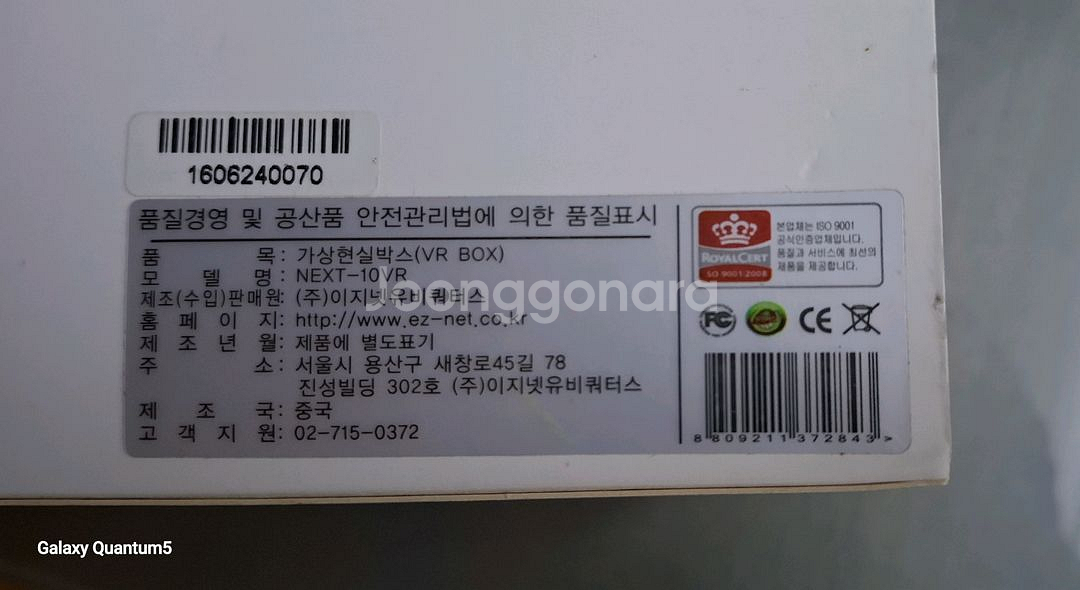 1606240070
품질경영 및 공산품 안전관리법에 의한 품질표시
품 목 : 가상현실박스(VR BOX)
모 델 명 : NEXT-10VR
제조(수입)판매원: (주)이지넷유비쿼터스
홈 페 이 지 : http://www.ez-net.co.kr
제 조 년 월 : 제품에 별도표기
주 소 : 서울시 용산구 새창로45길 78
진성빌딩 302호 (주)이지넷유비쿼터스
제 조 국 : 중국
고 객 지 원 : 02-715-0372
ROYALCERT
ISO 9001:2008
본업체는 ISO 9001
공식인증업체입니다.
품질과 서비스에 최선의
제품을 제공합니다.
FC CE
8 809211 372843 >
Joonggonara
Galaxy Quantum5